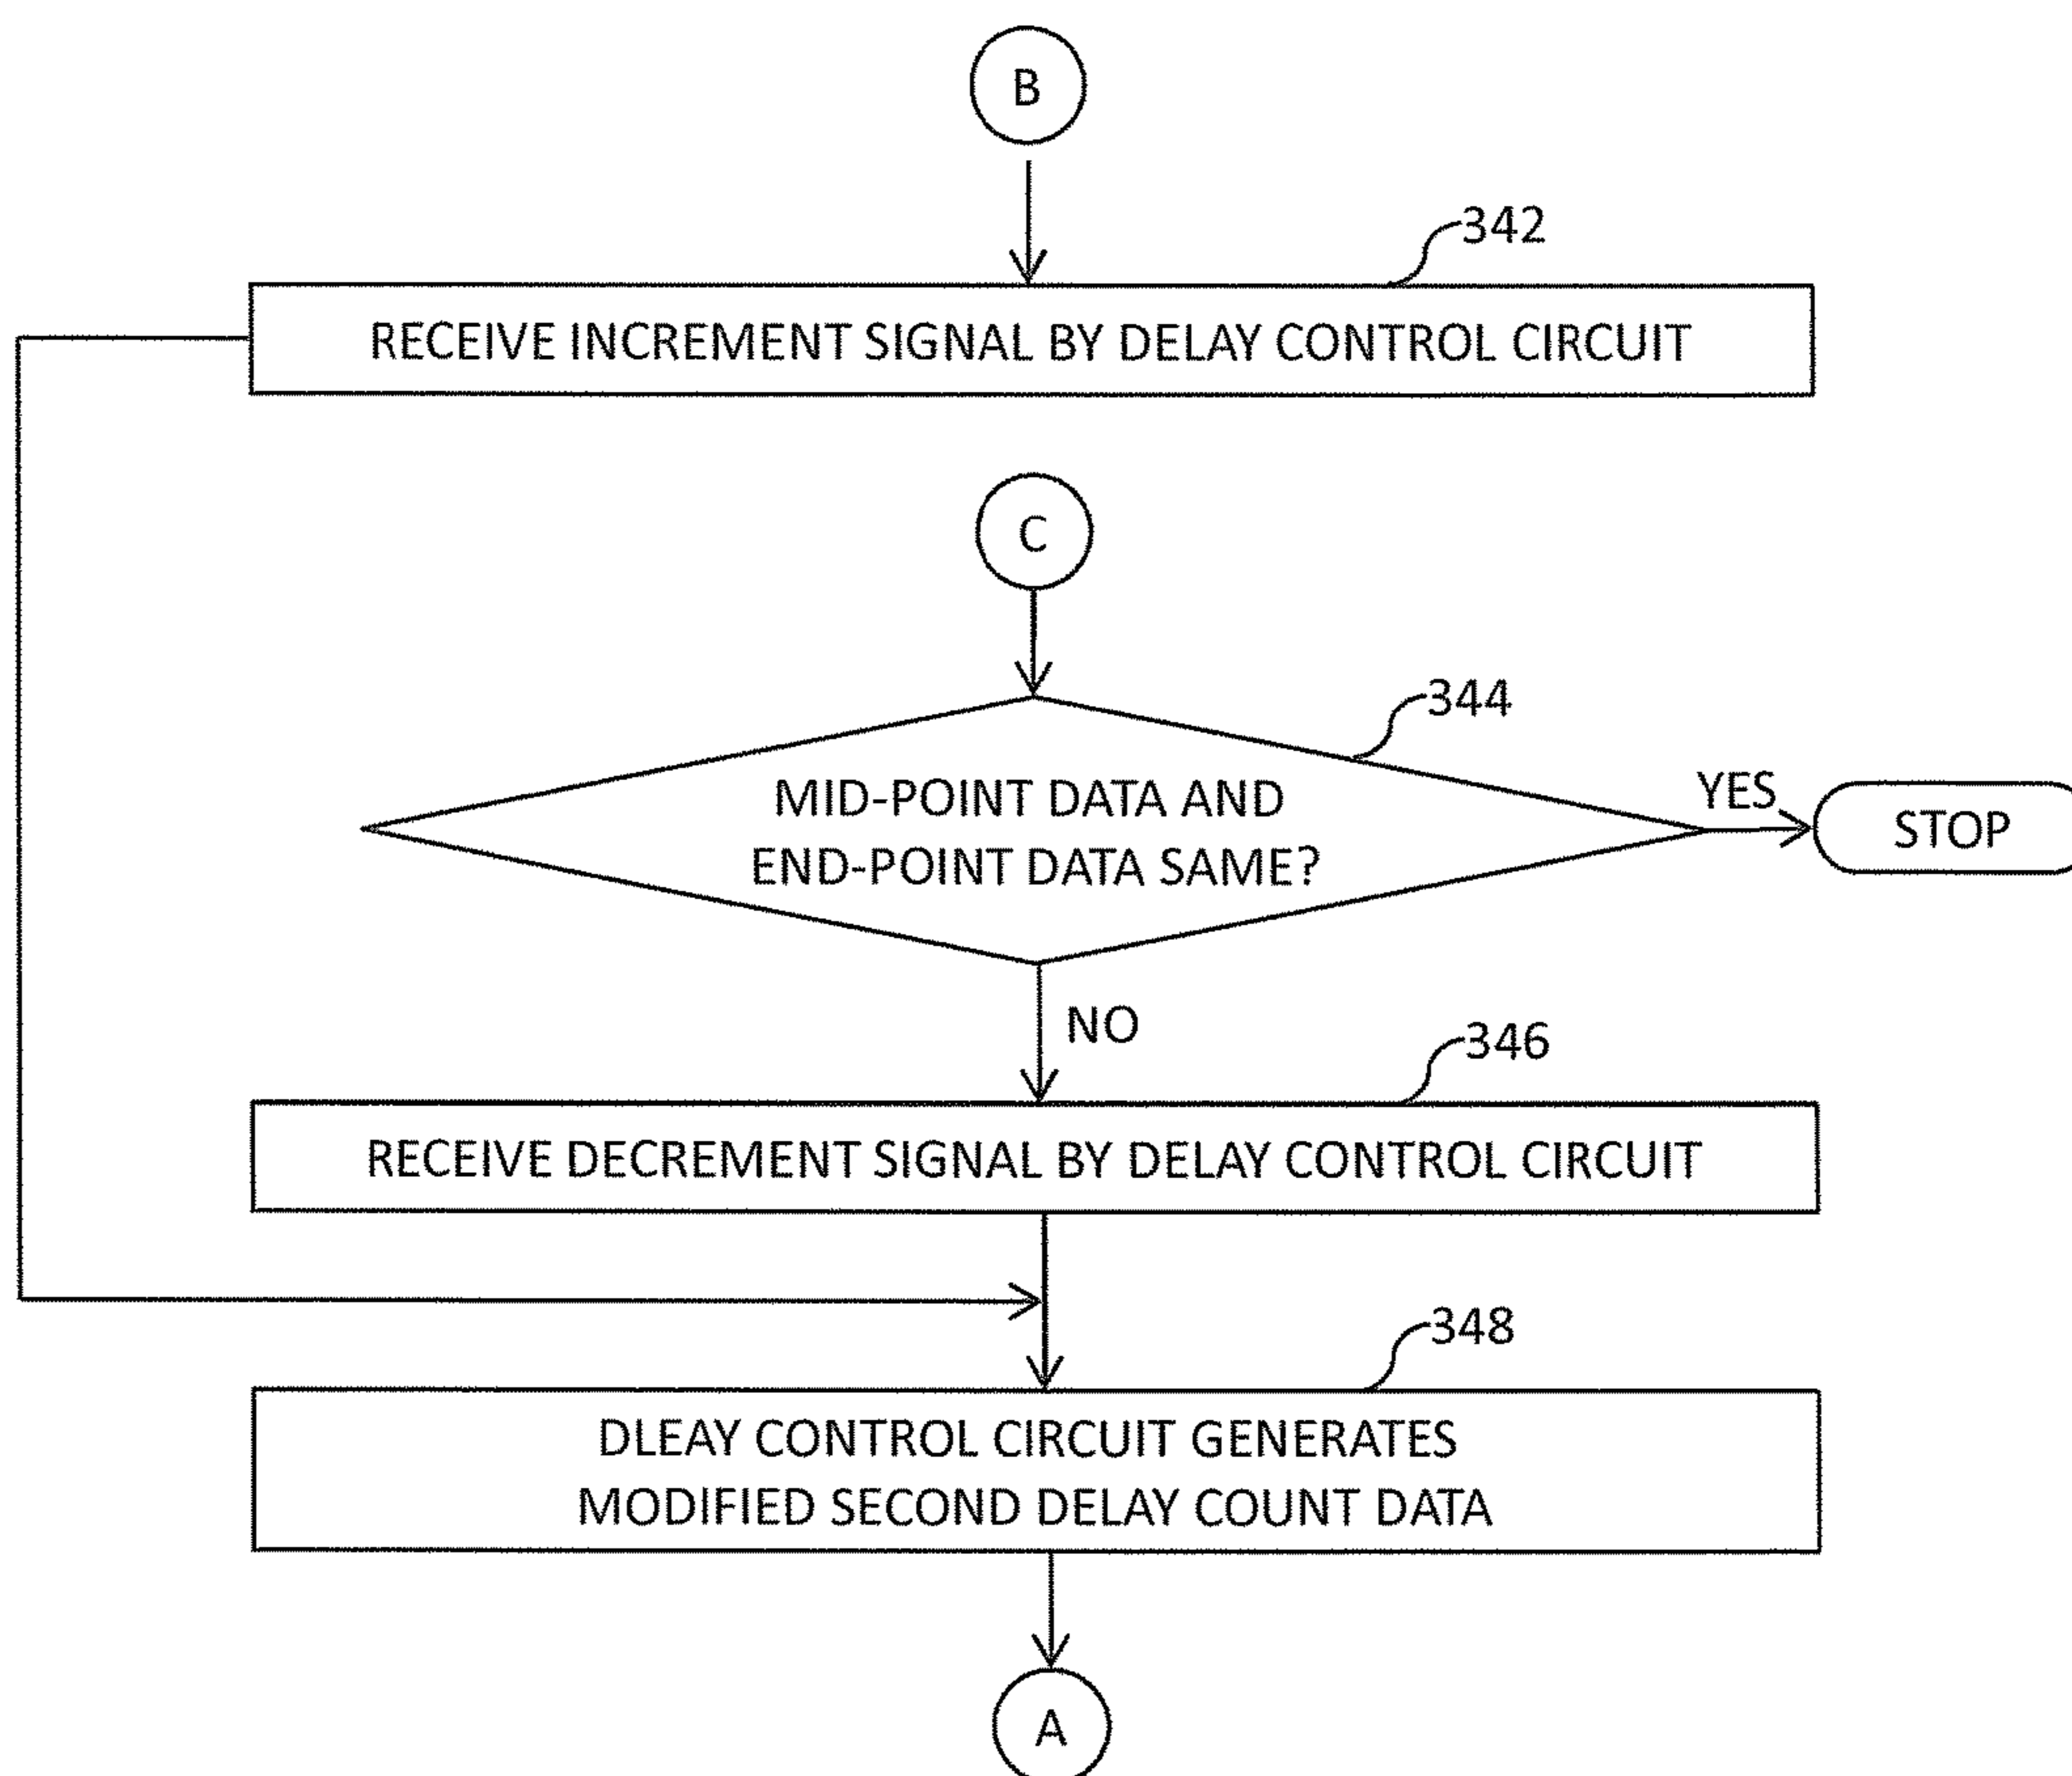 B
342
RECEIVE INCREMENT SIGNAL BY DELAY CONTROL CIRCUIT
C
344
MID-POINT DATA AND
END-POINT DATA SAME?
YES
STOP
NO
346
RECEIVE DECREMENT SIGNAL BY DELAY CONTROL CIRCUIT
348
DLEAY CONTROL CIRCUIT GENERATES
MODIFIED SECOND DELAY COUNT DATA
A